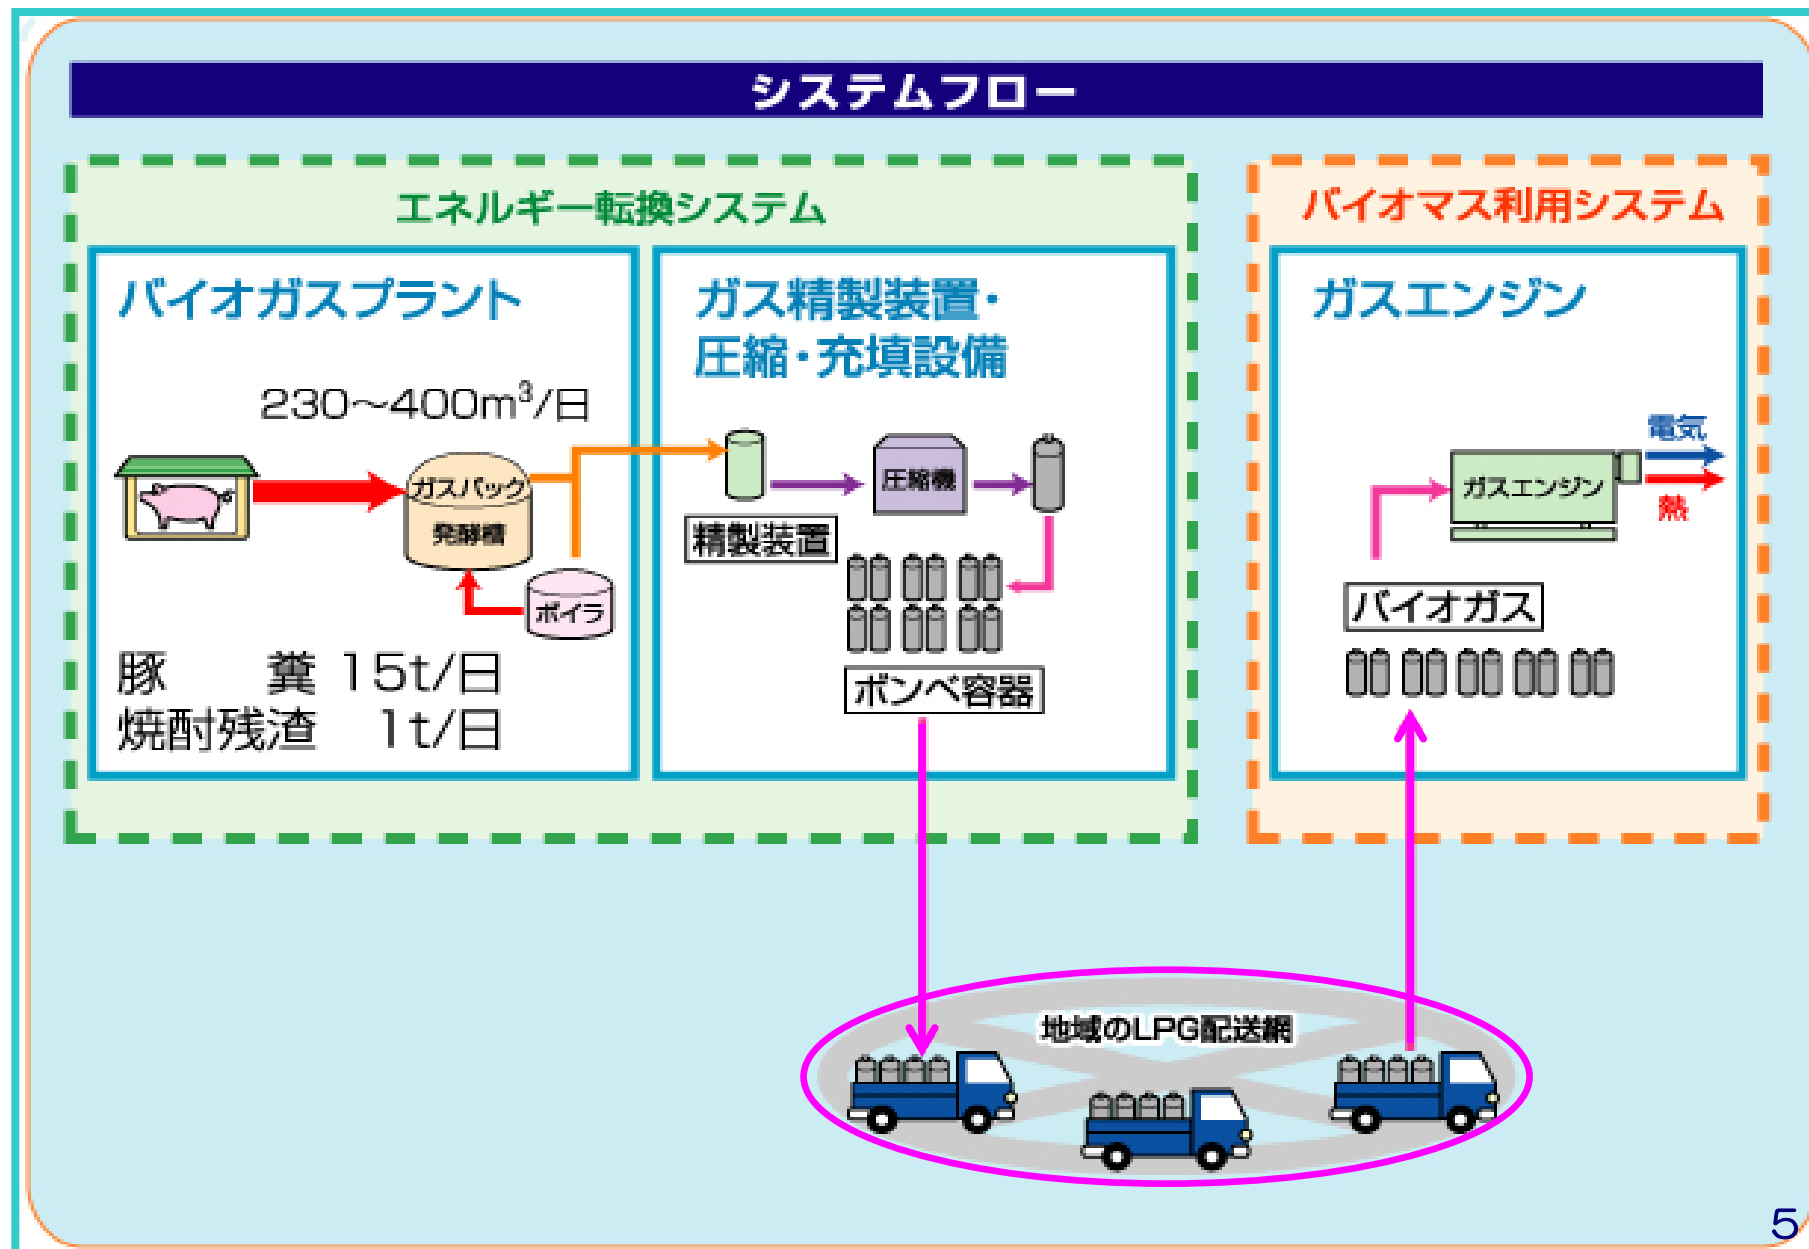 システムフロー
エネルギー転換システム
バイオガスプラント
230～400m³/日
ガスパック
発酵槽
ボイラ
豚　　糞 15t/日
焼酎残渣　1t/日
ガス精製装置・
圧縮・充填設備
圧縮機
精製装置
ボンベ容器
バイオマス利用システム
ガスエンジン
電気
ガスエンジン
熱
バイオガス
地域のLPG配送網
5